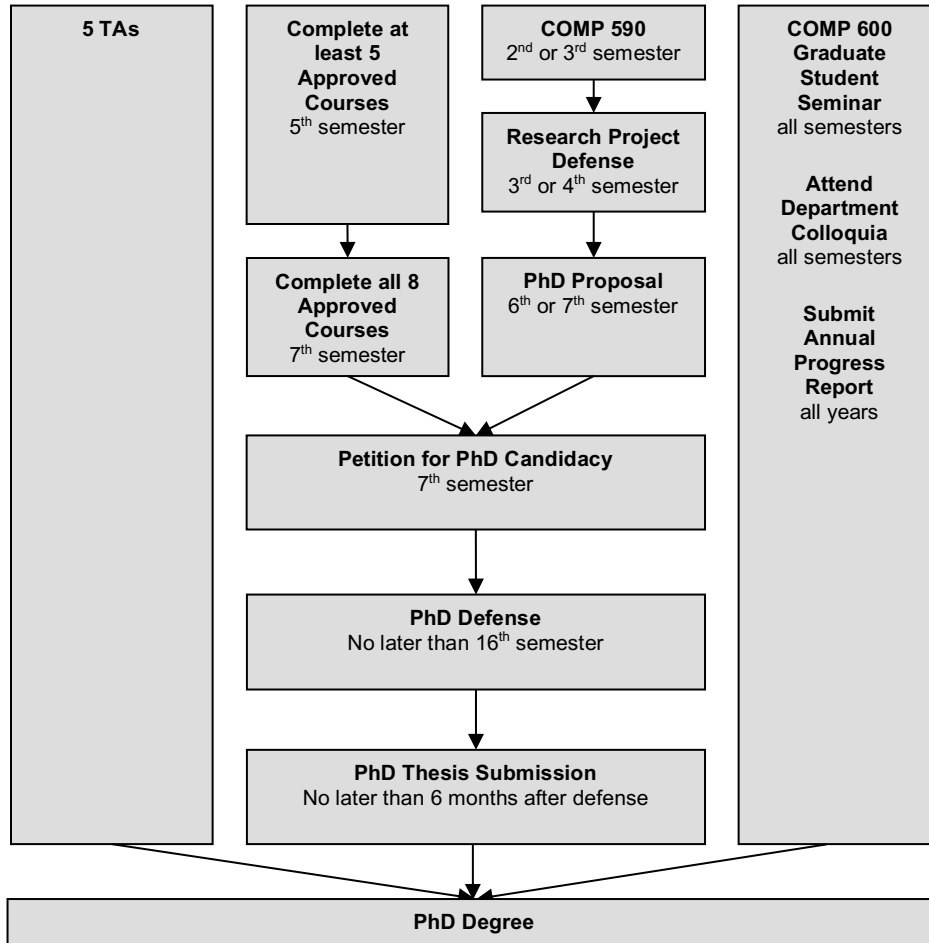 5 TAs
Complete at
least 5
Approved
Courses
5th semester
COMP 590
2nd or 3rd semester
Research Project
Defense
3rd or 4th semester
Complete all 8
Approved
Courses
7th semester
PhD Proposal
6th or 7th semester
COMP 600
Graduate
Student
Seminar
all semesters
Attend
Department
Colloquia
all semesters
Submit
Annual
Progress
Report
all years
Petition for PhD Candidacy
7th semester
PhD Defense
No later than 16th semester
PhD Thesis Submission
No later than 6 months after defense
PhD Degree